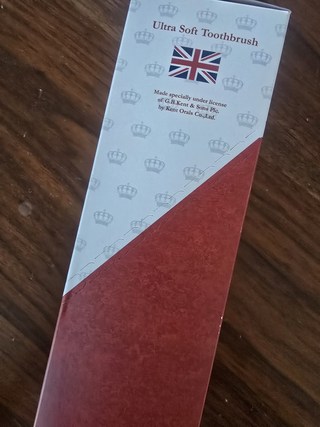 Ultra Soft Toothbrush
Made specially under license
of G.B.Kent & Sons Plc.
by Kent Orals Co.,Ltd.